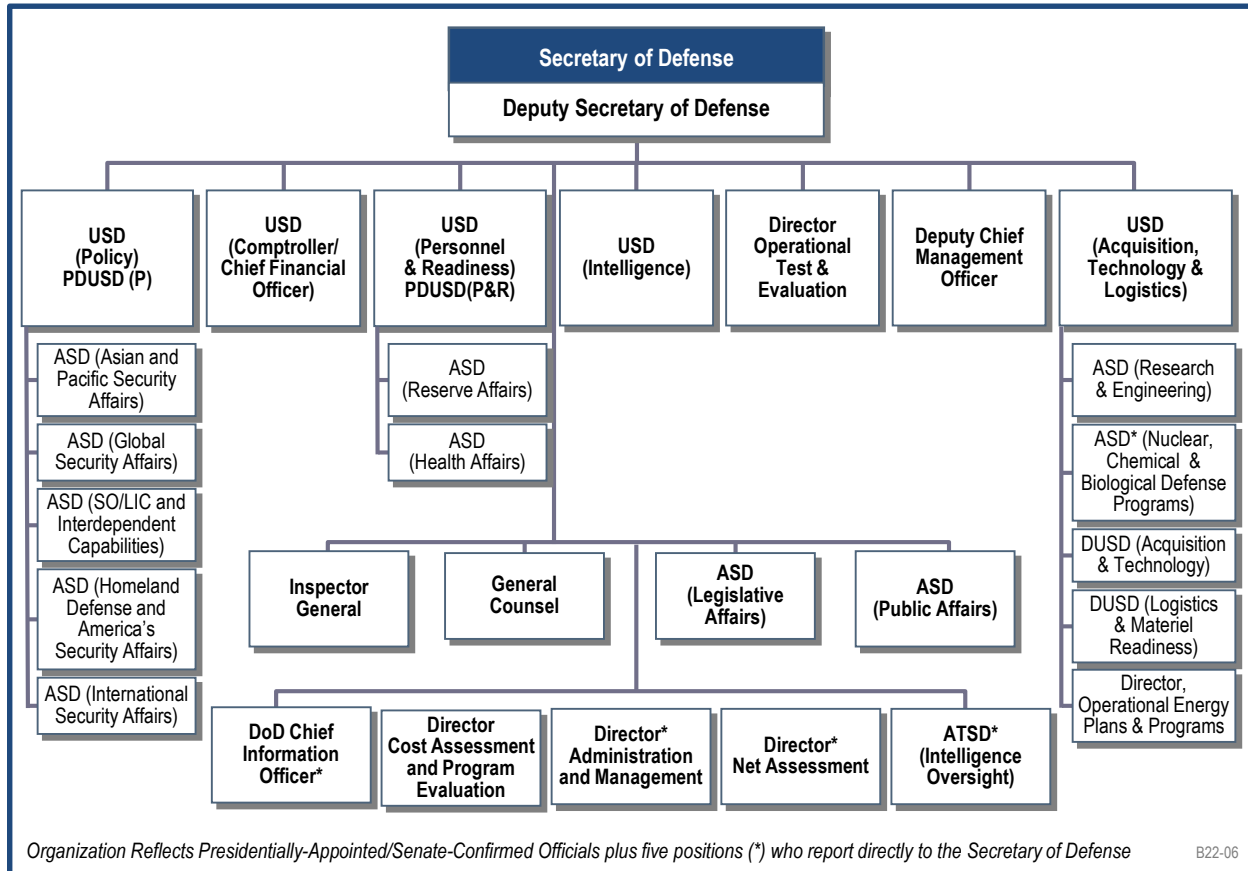 Secretary of Defense
Deputy Secretary of Defense
USD
(Policy)
PDUSD (P)
USD
(Comptroller/
Chief Financial
Officer)
USD
(Personnel
& Readiness)
PDUSD(P&R)
USD
(Intelligence)
Director
Operational
Test &
Evaluation
Deputy Chief
Management
Officer
USD
(Acquisition,
Technology &
Logistics)
ASD (Asian and
Pacific Security
Affairs)
ASD (Global
Security Affairs)
ASD (SO/LIC and
Interdependent
Capabilities)
ASD (Homeland
Defense and
America's
Security Affairs)
ASD (International
Security Affairs)
ASD
(Reserve Affairs)
ASD
(Health Affairs)
ASD (Research
& Engineering)
ASD* (Nuclear,
Chemical &
Biological Defense
Programs)
DUSD (Acquisition
& Technology)
DUSD (Logistics
& Materiel
Readiness)
Director,
Operational Energy
Plans & Programs
Inspector
General
General
Counsel
ASD
(Legislative
Affairs)
ASD
(Public Affairs)
DoD Chief
Information
Officer*
Director
Cost Assessment
and Program
Evaluation
Director*
Administration
and Management
Director*
Net Assessment
ATSD*
(Intelligence
Oversight)
Organization Reflects Presidentially-Appointed/Senate-Confirmed Officials plus five positions (*) who report directly to the Secretary of Defense
B22-06